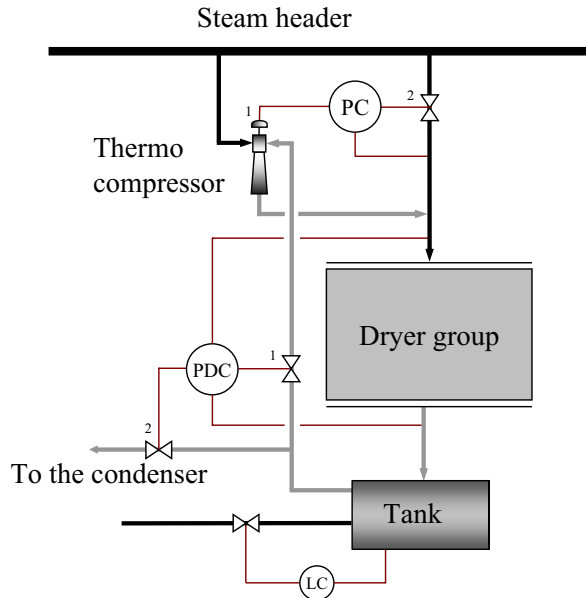 Steam header
2
1
PC
Thermo
compressor
Dryer group
1
PDC
2
To the condenser
Tank
LC